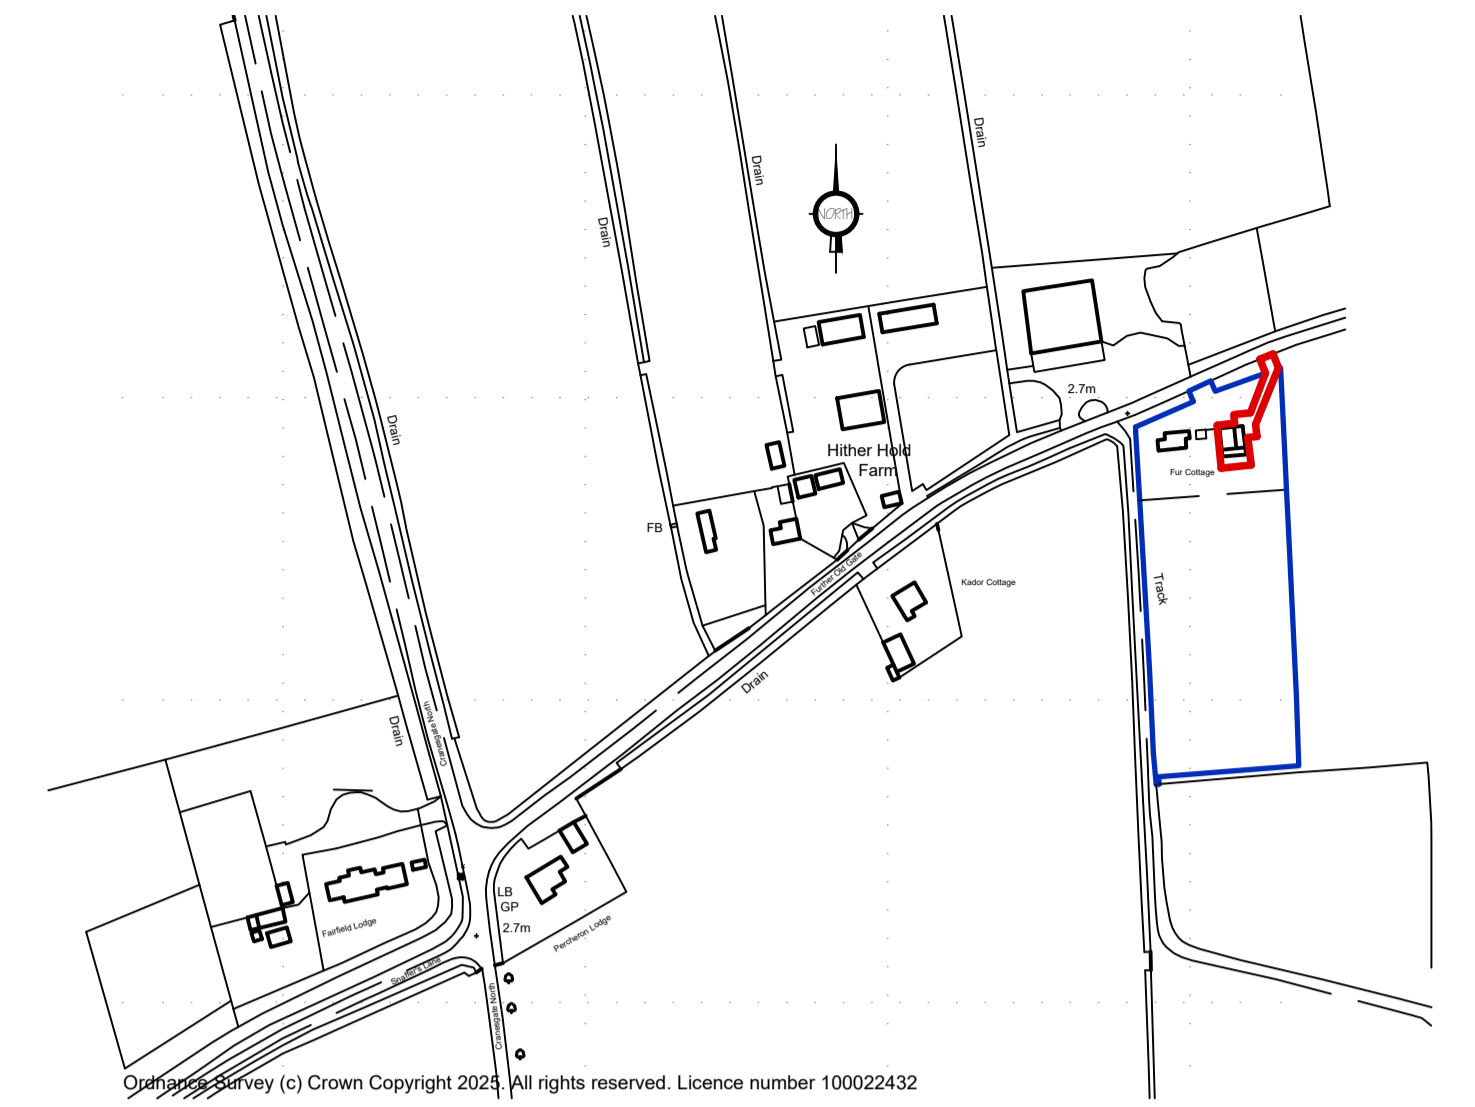 Drain
Drain
Drain
NORTH
Drain
2.7m
Drain
Hither Hold
Farm
Fur Cottage
FB
Further Old Gate
Kador Cottage
Track
Drain
Cranesgate North
Drain
LB
GP
2.7m
Fairfield Lodge
Percheron Lodge
Snaffer's Lane
Cranesgate North
Ordnance Survey (c) Crown Copyright 2025. All rights reserved. Licence number 100022432